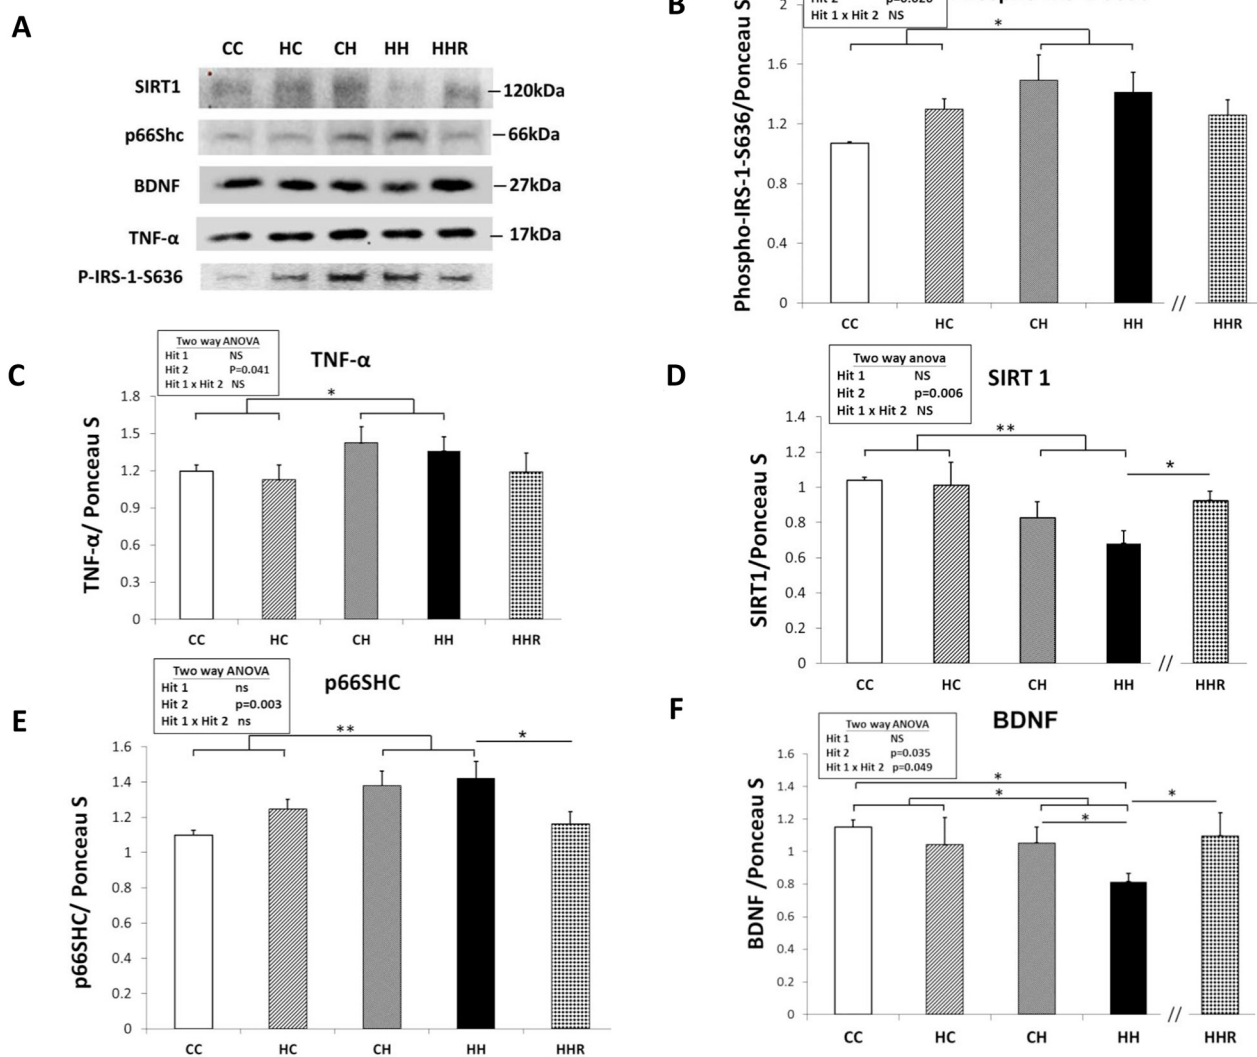 A
CC HC CH HH HHR
SIRT1
120kDa
p66Shc
66kDa
BDNF
27kDa
TNF-α
17kDa
P-IRS-1-S636
B
Hit 1 x Hit 2 NS
*
Phospho-IRS-1-S636/Ponceau S
2
1.6
1.2
0.8
0.4
0
//
CC HC CH HH HHR
C
Two way ANOVA
Hit 1 NS
Hit 2 P=0.041
Hit 1 x Hit 2 NS
TNF-α
*
TNF-α/ Ponceau S
1.8
1.5
1.2
0.9
0.6
0.3
0
CC HC CH HH HHR
D
Two way anova
Hit 1 NS
Hit 2 p=0.006
Hit 1 x Hit 2 NS
SIRT 1
**
*
SIRT1/Ponceau S
1.4
1.2
1
0.8
0.6
0.4
0.2
0
//
CC HC CH HH HHR
E
Two way ANOVA
Hit 1 ns
Hit 2 p=0.003
Hit 1 x Hit 2 ns
p66SHC
**
*
p66SHC/ Ponceau S
1.6
1.4
1.2
1
0.8
0.6
0.4
0.2
0
CC HC CH HH HHR
F
Two way ANOVA
Hit 1 NS
Hit 2 p=0.035
Hit 1 x Hit 2 p=0.049
BDNF
*
*
*
*
BDNF /Ponceau S
1.6
1.4
1.2
1
0.8
0.6
0.4
0.2
0
//
CC HC CH HH HHR